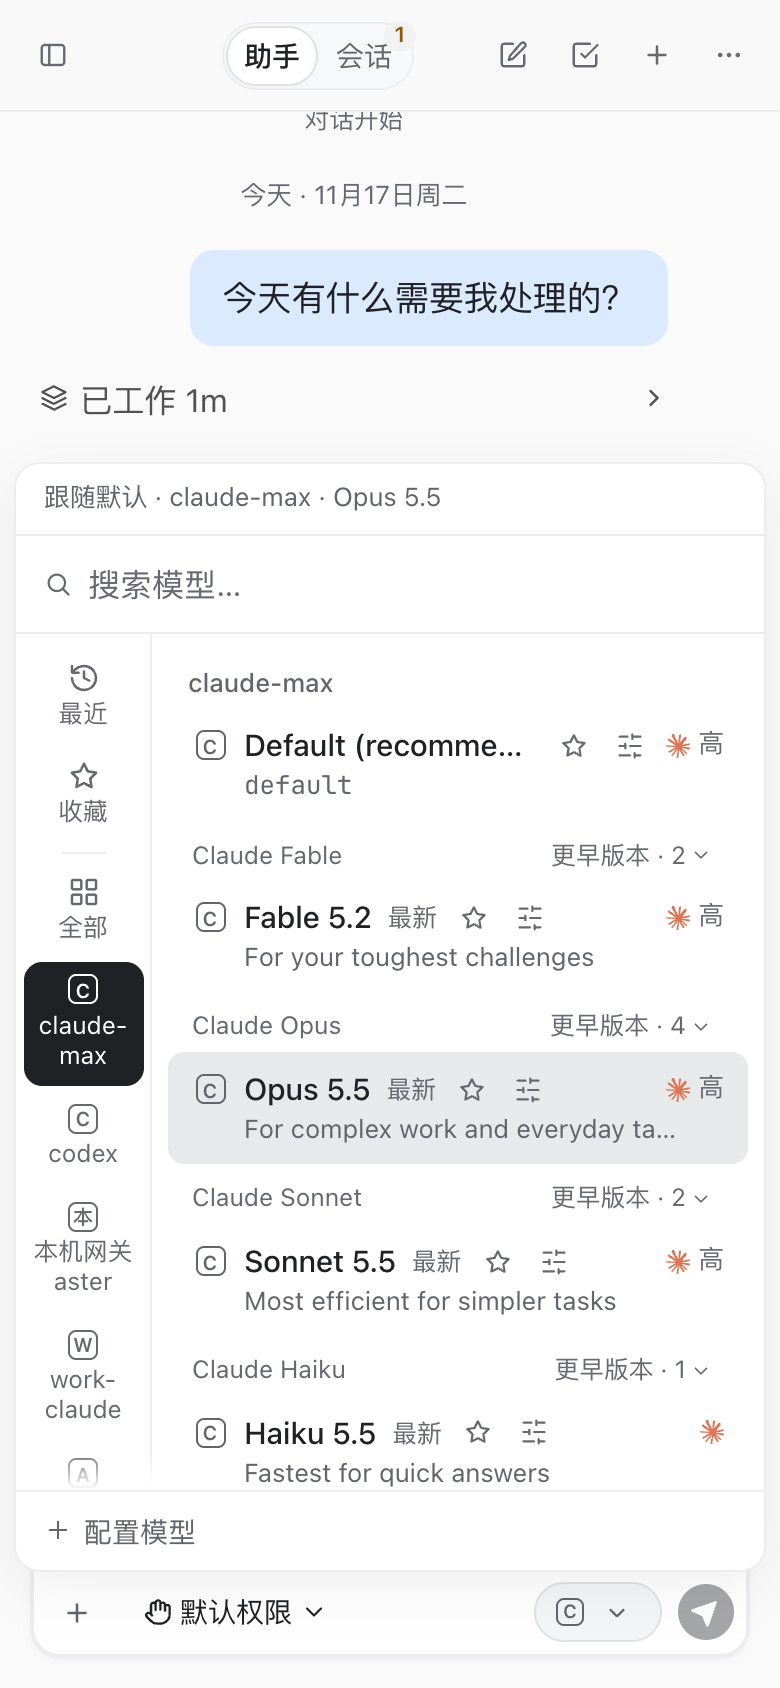 助手
会话
1
对话开始
今天 · 11月17日周二
今天有什么需要我处理的?
已工作 1m
跟随默认 · claude-max · Opus 5.5
搜索模型...
最近
收藏
全部
C
claude-
max
C
codex
本
本机网关
aster
W
work-
claude
A
claude-max
C
Default (recomme...
高
default
Claude Fable
更早版本 · 2
C
Fable 5.2
最新
高
For your toughest challenges
Claude Opus
更早版本 · 4
C
Opus 5.5
最新
高
For complex work and everyday ta...
Claude Sonnet
更早版本 · 2
C
Sonnet 5.5
最新
高
Most efficient for simpler tasks
Claude Haiku
更早版本 · 1
C
Haiku 5.5
最新
Fastest for quick answers
配置模型
默认权限
C